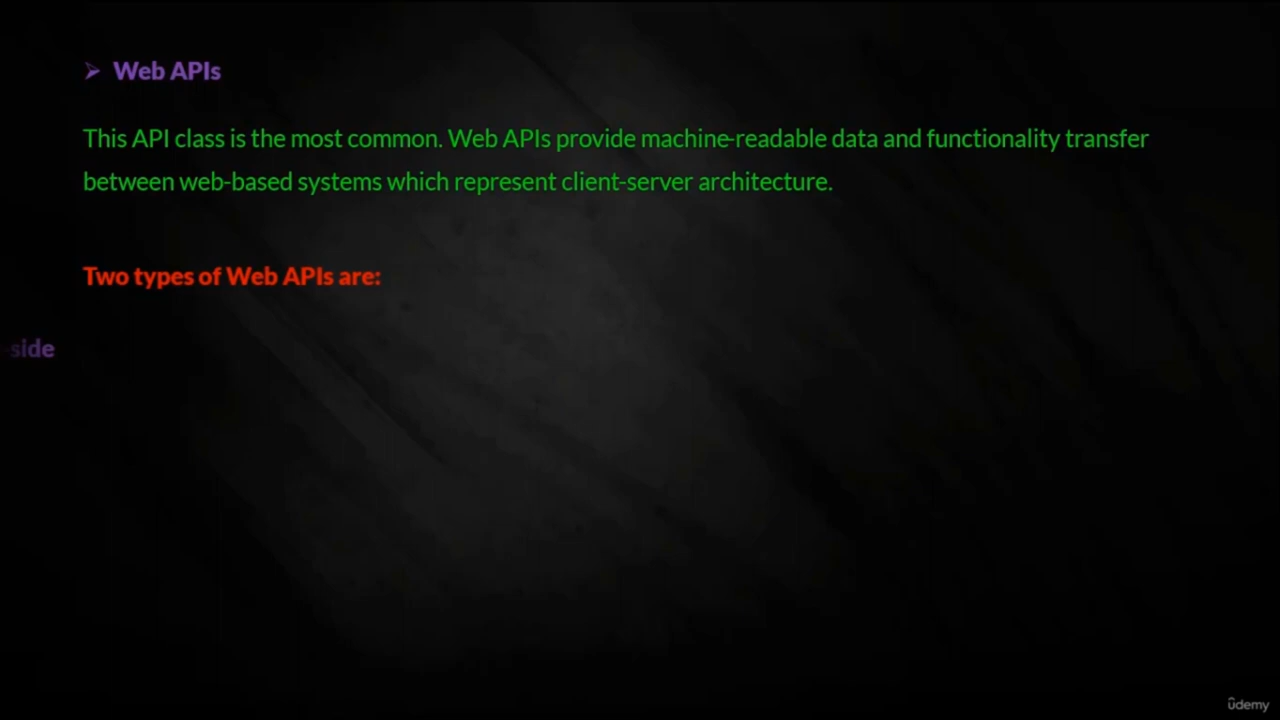 ➢ Web APIs
This API class is the most common. Web APIs provide machine-readable data and functionality transfer
between web-based systems which represent client-server architecture.
Two types of Web APIs are:
-side
ûdemy